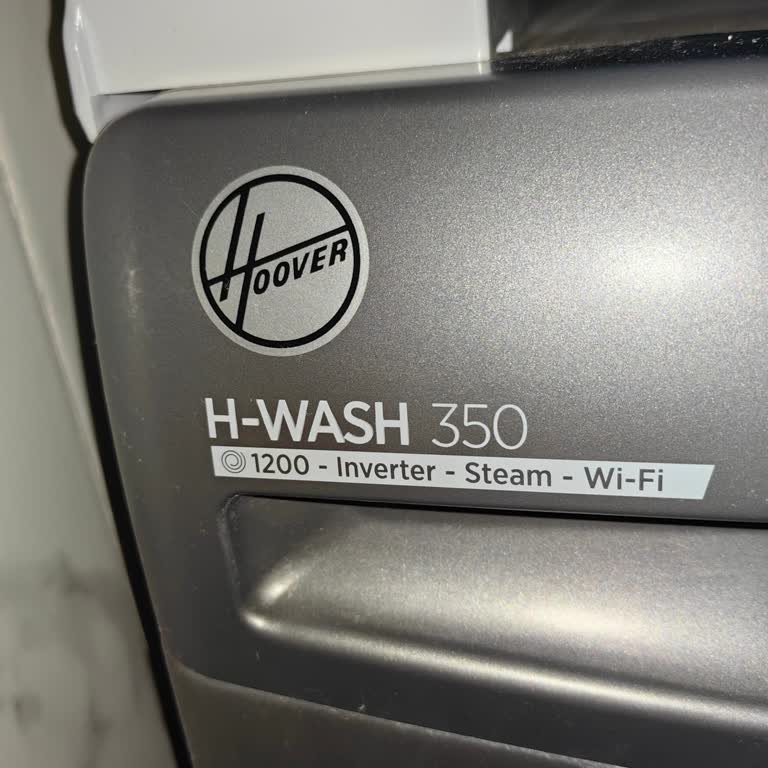 HOOVER
H-WASH 350
1200 - Inverter - Steam - Wi-Fi